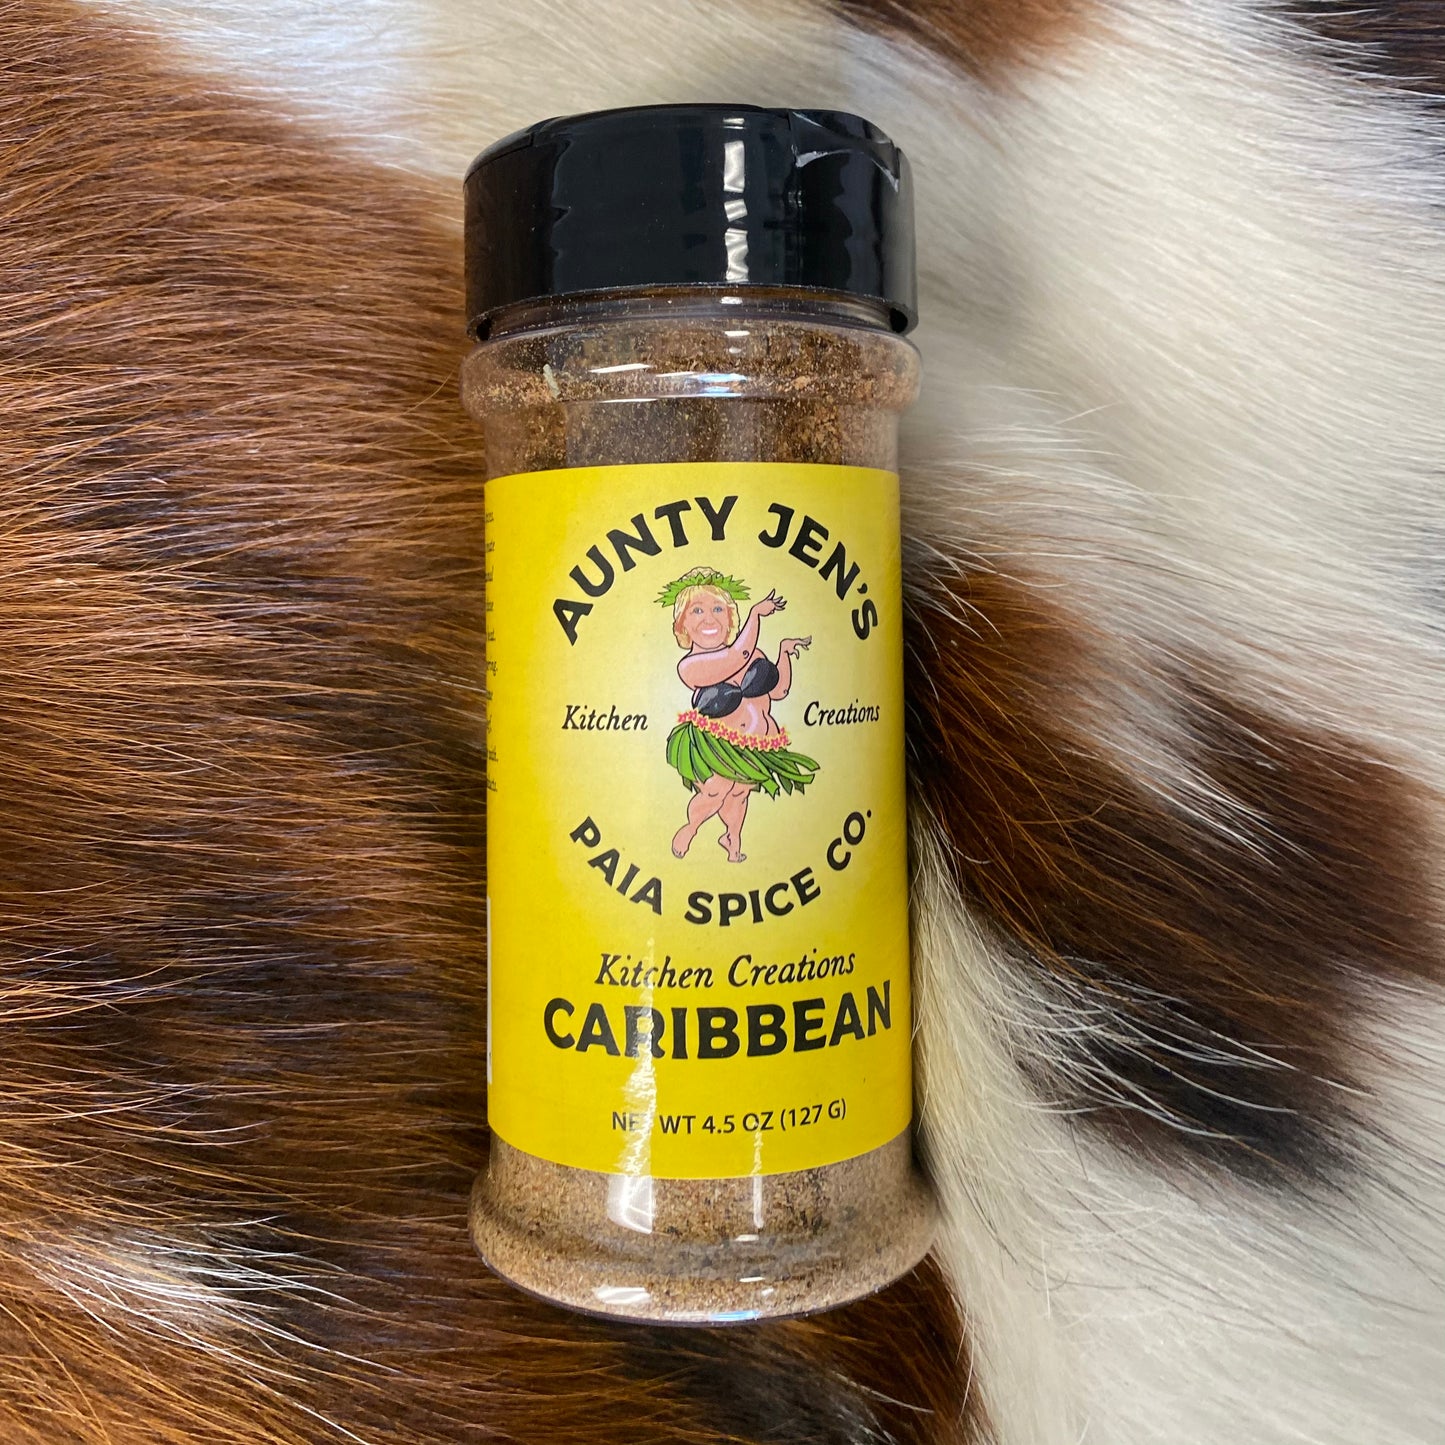 AUNTY JEN'S
Kitchen Creations
PAIA SPICE CO.
Kitchen Creations
CARIBBEAN
NET WT 4.5 OZ (127 G)